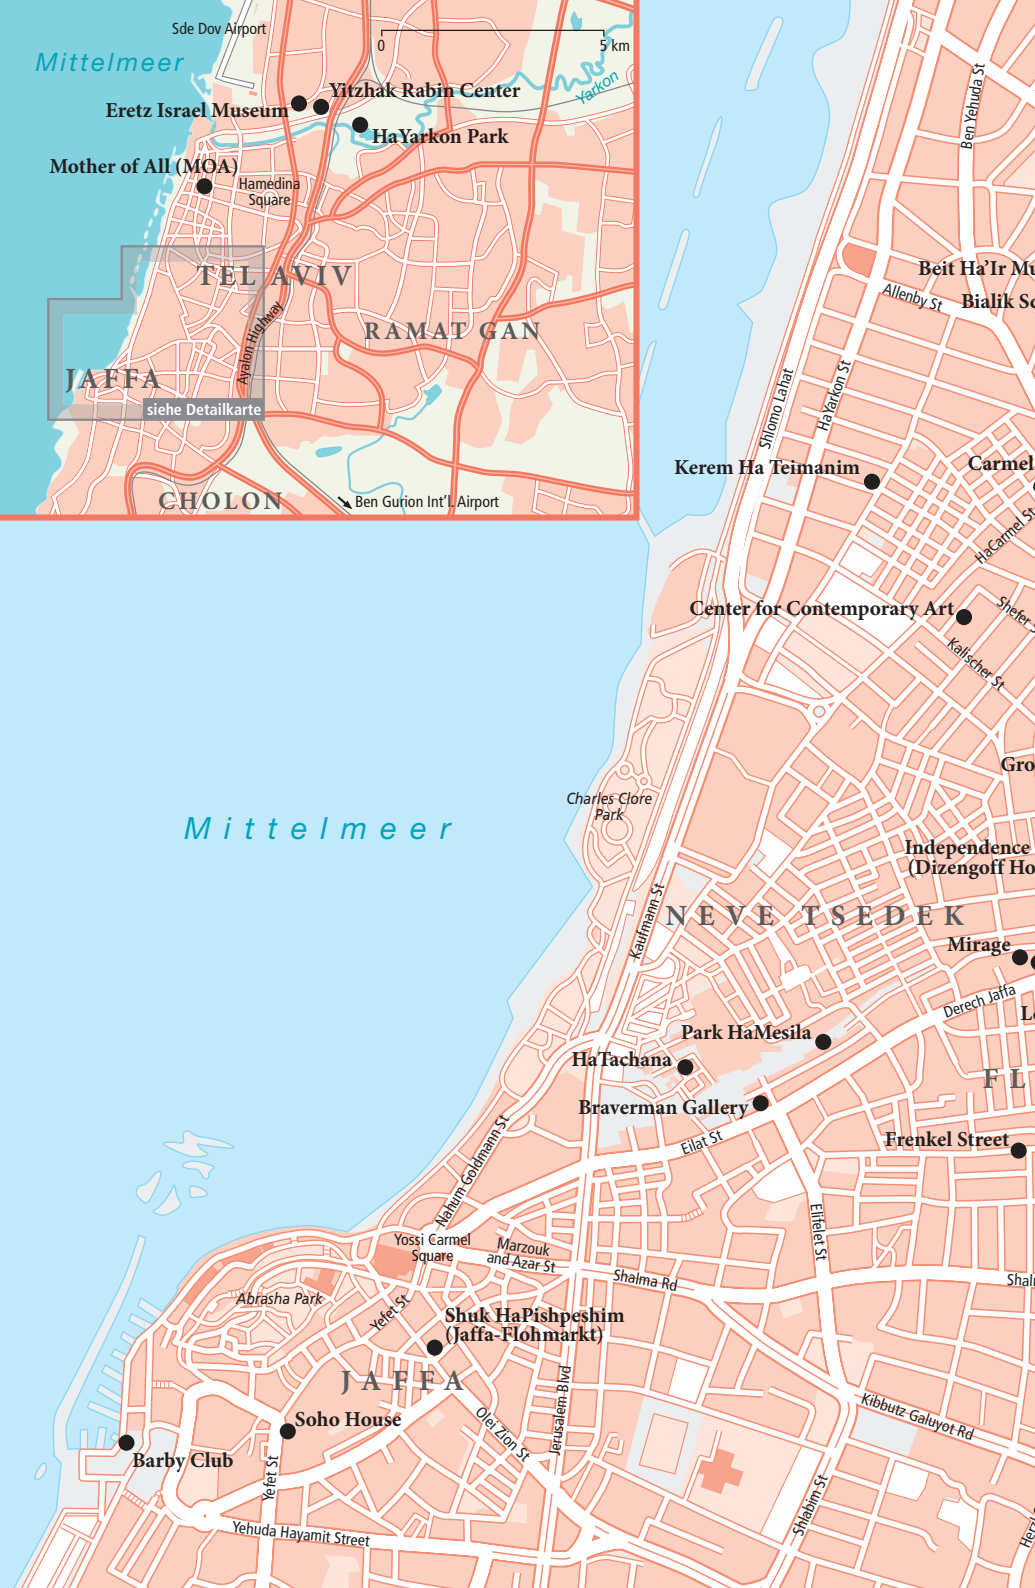 Sde Dov Airport
Mittelmeer
0
5 km
Yarkon
Yitzhak Rabin Center
Eretz Israel Museum
HaYarkon Park
Mother of All (MOA)
Hamedina
Square
TEL AVIV
RAMAT GAN
Ayalon Highway
JAFFA
siehe Detailkarte
CHOLON
Ben Gurion Int'l. Airport
Ben Yehuda St
Beit Ha'Ir Mu
Allenby St
Bialik Sq
Shlomo Lahat
HaYarkon St
Kerem Ha Teimanim
Carmel
HaCarmel St
Center for Contemporary Art
Shefer
Kalischer St
Gro
Charles Clore
Park
Mittelmeer
Independence
(Dizengoff Ho
Kaufmann St
NEVE TSEDEK
Mirage
Derech Jaffa
Park HaMesila
HaTachana
FL
Braverman Gallery
Eilat St
Frenkel Street
Nahum Goldmann St
Elifelet St
Yossi Carmel
Square
Marzouk
and Azar St
Shalma Rd
Shal
Abrasha Park
Yefet St
Shuk HaPishpeshim
(Jaffa-Flohmarkt)
JAFFA
Jerusalem Blvd
Kibbutz Galuyot Rd
Soho House
Olei Zion St
Barby Club
Yefet St
Shlabim St
Yehuda Hayamit Street
Herzl